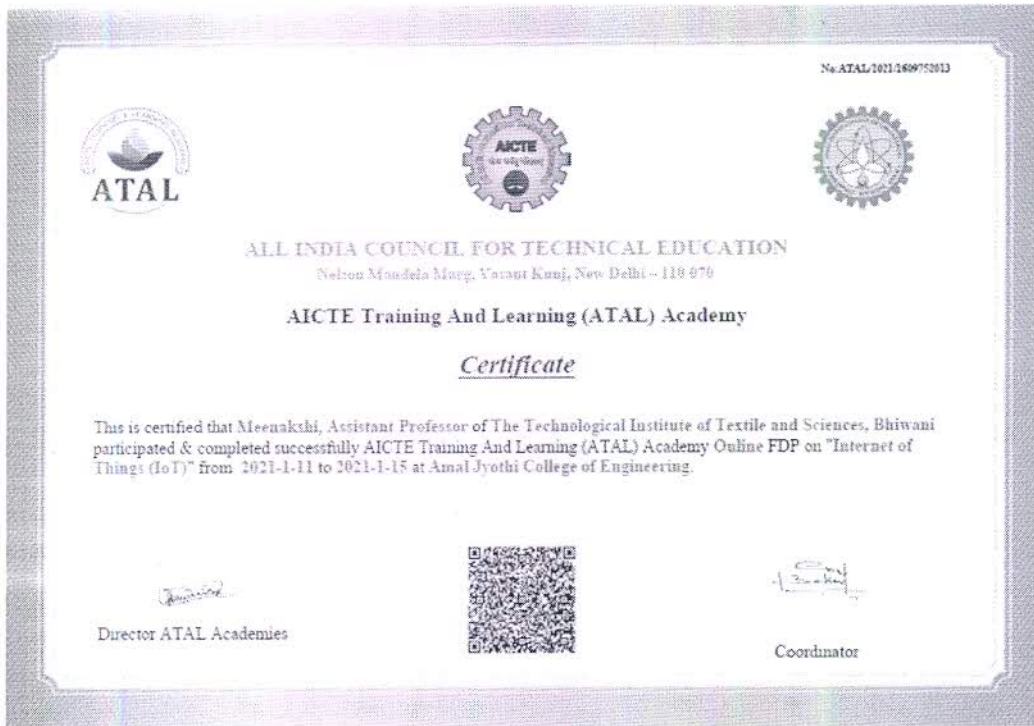 No:ATAL/2021/1609752013
ATAL
AICTE
ALL INDIA COUNCIL FOR TECHNICAL EDUCATION
Nelson Mandela Marg, Vasant Kunj, New Delhi – 110 070
AICTE Training And Learning (ATAL) Academy
Certificate
This is certified that Meenakshi, Assistant Professor of The Technological Institute of Textile and Sciences, Bhiwani
participated & completed successfully AICTE Training And Learning (ATAL) Academy Online FDP on "Internet of
Things (IoT)" from 2021-1-11 to 2021-1-15 at Amal Jyothi College of Engineering.
Director ATAL Academies
Coordinator